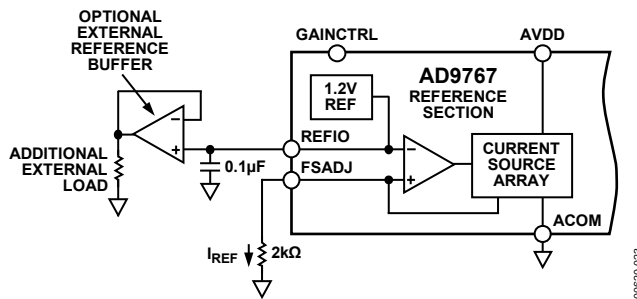 OPTIONAL
EXTERNAL
REFERENCE
BUFFER
GAINCTRL
AVDD
1.2V
REF
AD9767
REFERENCE
SECTION
REFIO
CURRENT
SOURCE
ARRAY
ADDITIONAL
EXTERNAL
LOAD
0.1µF
FSADJ
ACOM
IREF
2kΩ